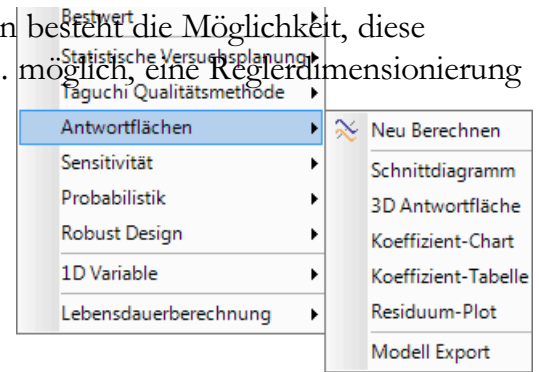 Bestwert
n besteht die Möglichkeit, diese
Statistische Versuchsplanung
. möglich, eine Reglerdimensionierung
Taguchi Qualitätsmethode
Antwortflächen
Neu Berechnen
Sensitivität
Schnittdiagramm
Probabilistik
3D Antwortfläche
Robust Design
Koeffizient-Chart
1D Variable
Koeffizient-Tabelle
Lebensdauerberechnung
Residuum-Plot
Modell Export